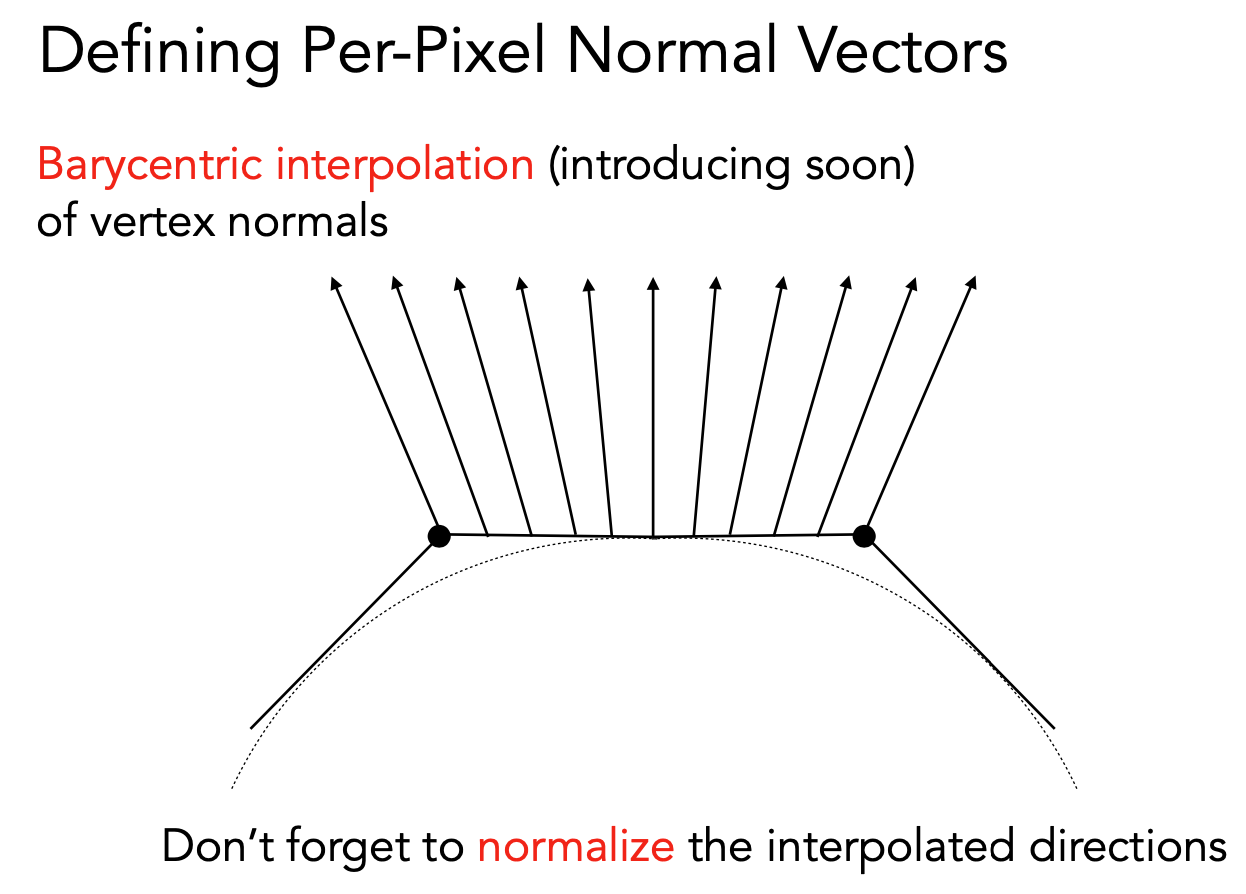 Defining Per-Pixel Normal Vectors
Barycentric interpolation (introducing soon)
of vertex normals
Don’t forget to normalize the interpolated directions